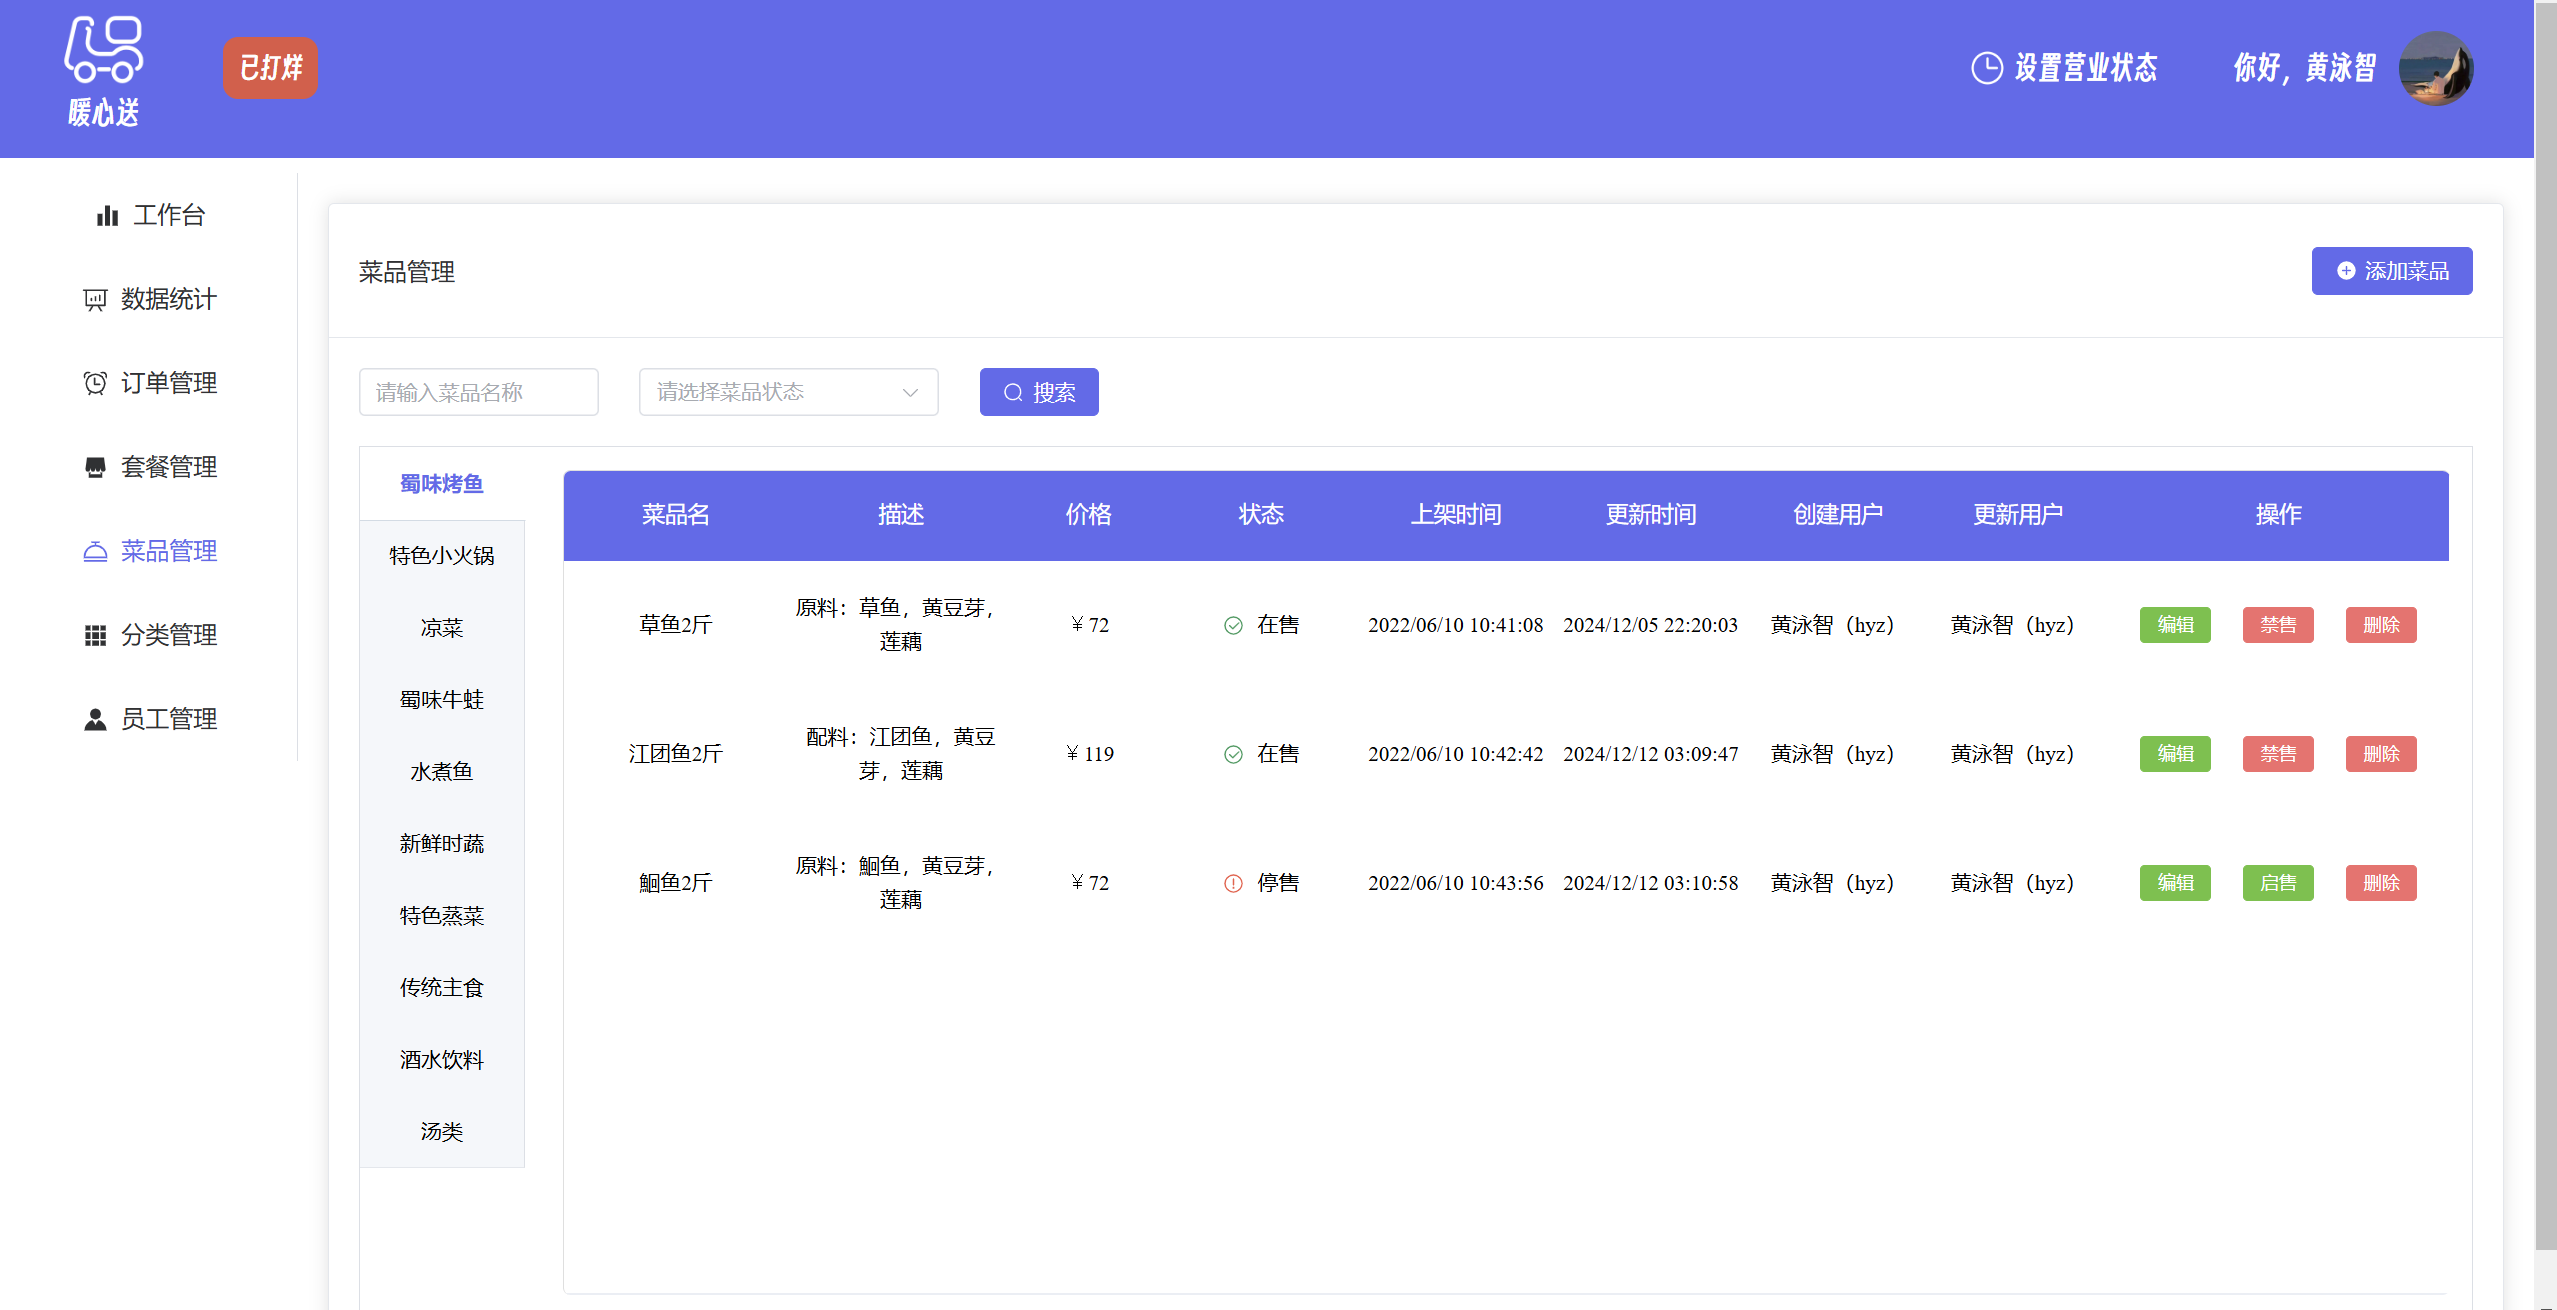 暖心送
已打烊
设置营业状态
你好，黄泳智
工作台
数据统计
订单管理
套餐管理
菜品管理
分类管理
员工管理
菜品管理
添加菜品
请输入菜品名称
请选择菜品状态
搜索
蜀味烤鱼
特色小火锅
凉菜
蜀味牛蛙
水煮鱼
新鲜时蔬
特色蒸菜
传统主食
酒水饮料
汤类
菜品名 描述 价格 状态 上架时间 更新时间 创建用户 更新用户 操作
草鱼2斤 原料：草鱼，黄豆芽， ￥72 在售 2022/06/10 10:41:08 2024/12/05 22:20:03 黄泳智（hyz） 黄泳智（hyz） 编辑 禁售 删除
莲藕
江团鱼2斤 配料：江团鱼，黄豆 ￥119 在售 2022/06/10 10:42:42 2024/12/12 03:09:47 黄泳智（hyz） 黄泳智（hyz） 编辑 禁售 删除
芽，莲藕
鮰鱼2斤 原料：鮰鱼，黄豆芽， ￥72 停售 2022/06/10 10:43:56 2024/12/12 03:10:58 黄泳智（hyz） 黄泳智（hyz） 编辑 启售 删除
莲藕